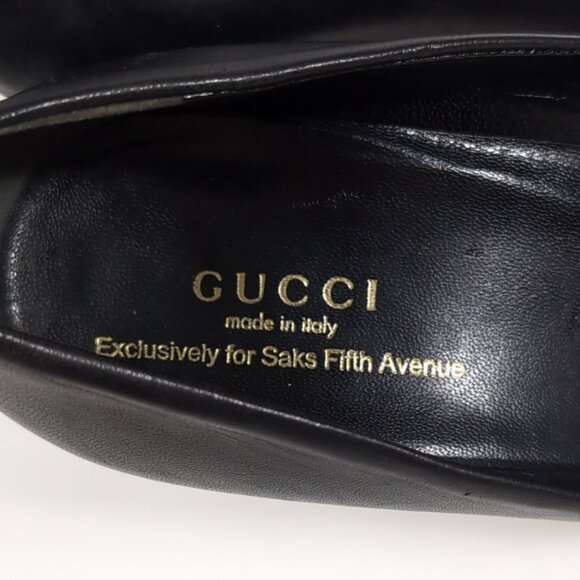 GUCCI
made in italy
Exclusively for Saks Fifth Avenue